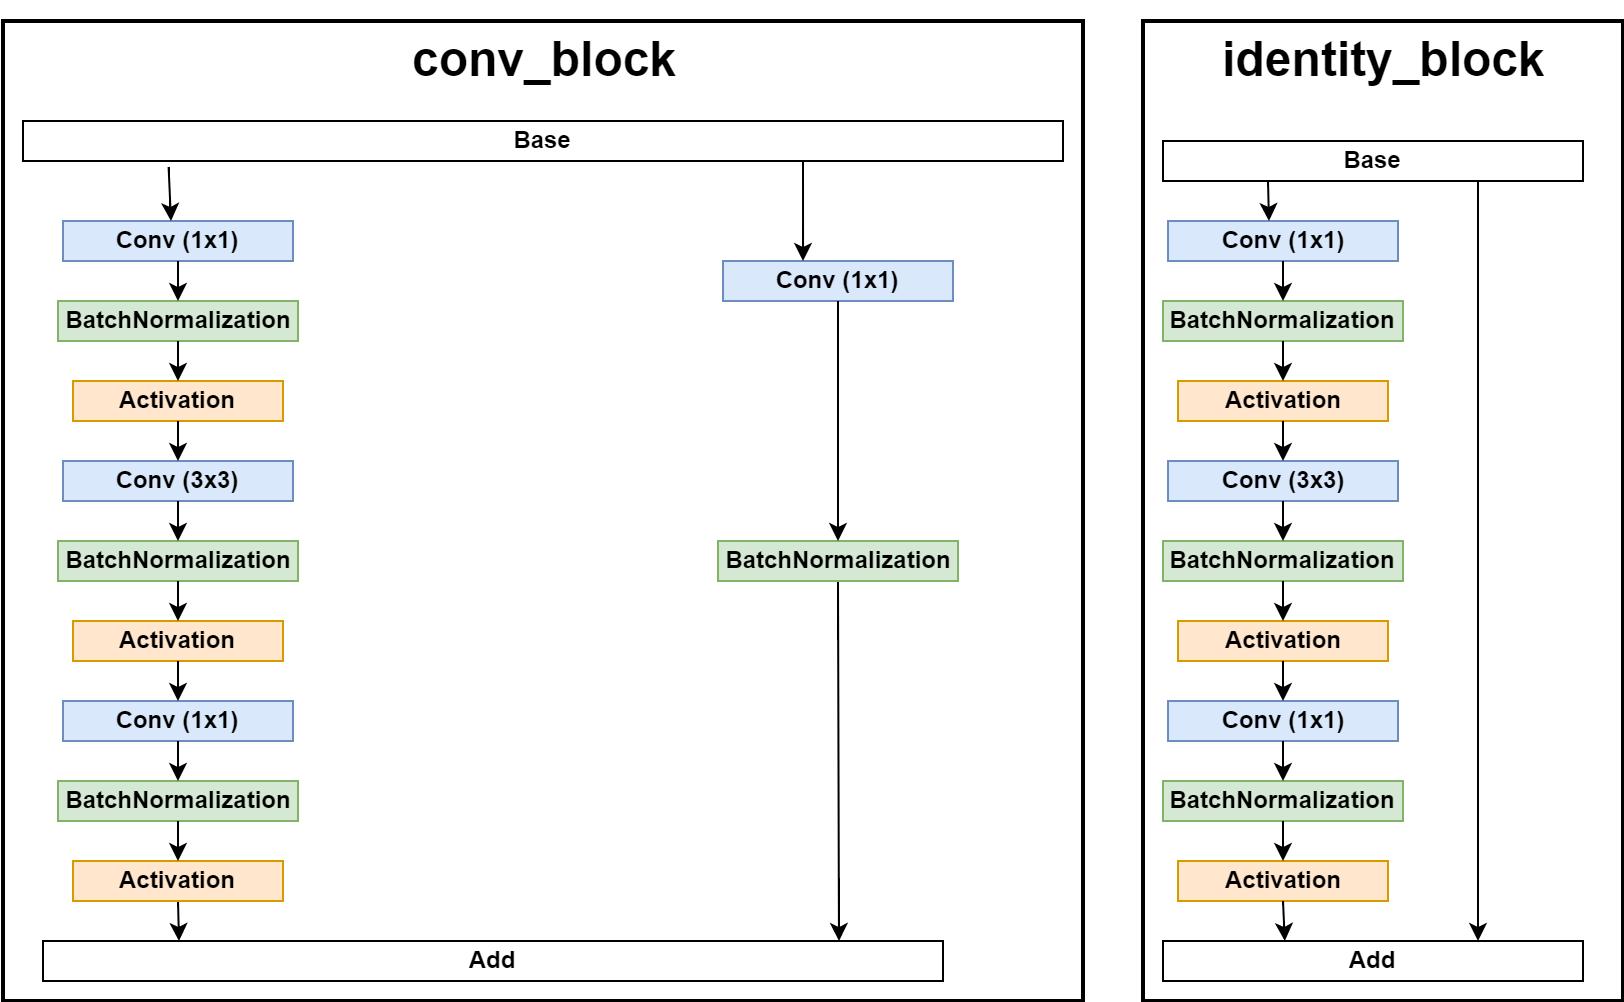 conv_block
Base
Conv (1x1)
BatchNormalization
Activation
Conv (3x3)
BatchNormalization
Activation
Conv (1x1)
BatchNormalization
Activation
Conv (1x1)
BatchNormalization
Add
identity_block
Base
Conv (1x1)
BatchNormalization
Activation
Conv (3x3)
BatchNormalization
Activation
Conv (1x1)
BatchNormalization
Activation
Add